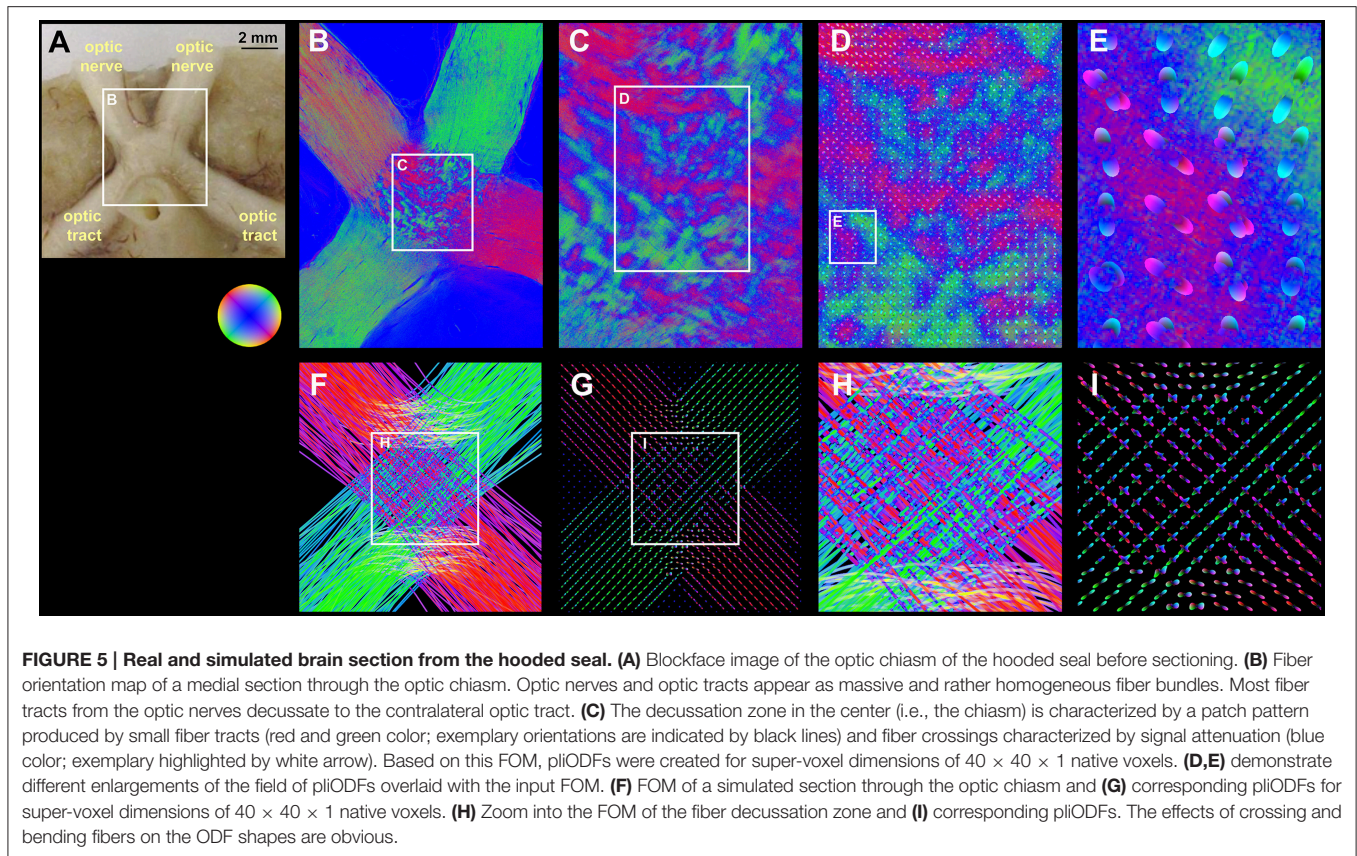 A
optic nerve
optic nerve
2 mm
B
optic tract
optic tract
B
C
C
D
D
E
E
F
H
G
I
H
I
FIGURE 5 | Real and simulated brain section from the hooded seal. (A) Blockface image of the optic chiasm of the hooded seal before sectioning. (B) Fiber
orientation map of a medial section through the optic chiasm. Optic nerves and optic tracts appear as massive and rather homogeneous fiber bundles. Most fiber
tracts from the optic nerves decussate to the contralateral optic tract. (C) The decussation zone in the center (i.e., the chiasm) is characterized by a patch pattern
produced by small fiber tracts (red and green color; exemplary orientations are indicated by black lines) and fiber crossings characterized by signal attenuation (blue
color; exemplary highlighted by white arrow). Based on this FOM, pliODFs were created for super-voxel dimensions of 40 × 40 × 1 native voxels. (D,E) demonstrate
different enlargements of the field of pliODFs overlaid with the input FOM. (F) FOM of a simulated section through the optic chiasm and (G) corresponding pliODFs for
super-voxel dimensions of 40 × 40 × 1 native voxels. (H) Zoom into the FOM of the fiber decussation zone and (I) corresponding pliODFs. The effects of crossing and
bending fibers on the ODF shapes are obvious.